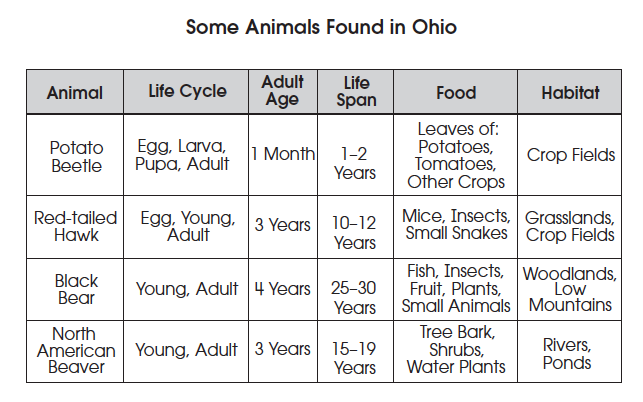 Some Animals Found in Ohio
Animal
Life Cycle
Adult
Age
Life
Span
Food
Habitat
Potato
Beetle
Egg, Larva,
Pupa, Adult
1 Month
1–2
Years
Leaves of:
Potatoes,
Tomatoes,
Other Crops
Crop Fields
Red-tailed
Hawk
Egg, Young,
Adult
3 Years
10–12
Years
Mice, Insects,
Small Snakes
Grasslands,
Crop Fields
Black
Bear
Young, Adult
4 Years
25–30
Years
Fish, Insects,
Fruit, Plants,
Small Animals
Woodlands,
Low
Mountains
North
American
Beaver
Young, Adult
3 Years
15–19
Years
Tree Bark,
Shrubs,
Water Plants
Rivers,
Ponds